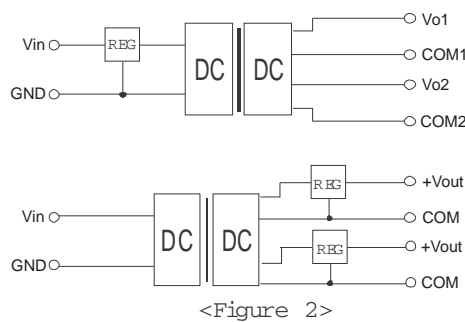 Vo1
Vin REG
COM1
DC DC
Vo2
GND
COM2
REG +Vout
Vin COM
DC DC
REG +Vout
GND COM
<Figure 2>